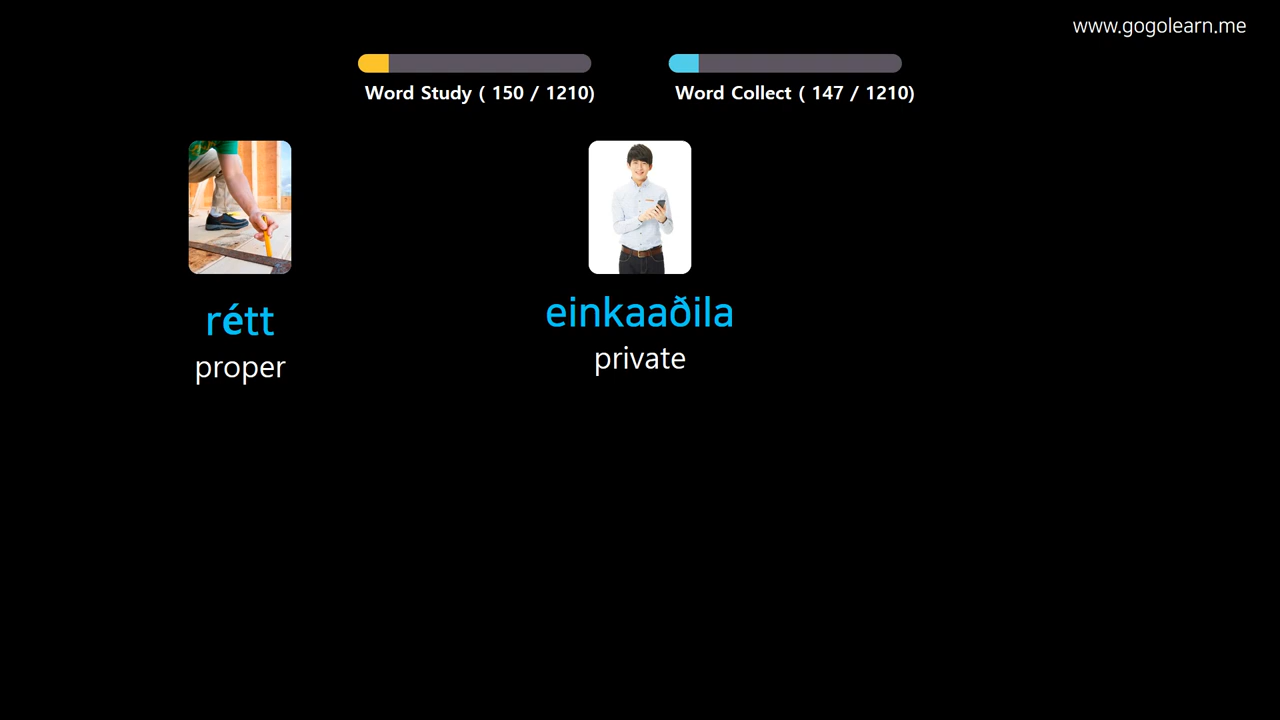 www.gogolearn.me
Word Study ( 150 / 1210)
Word Collect ( 147 / 1210)
rétt
proper
einkaaðila
private